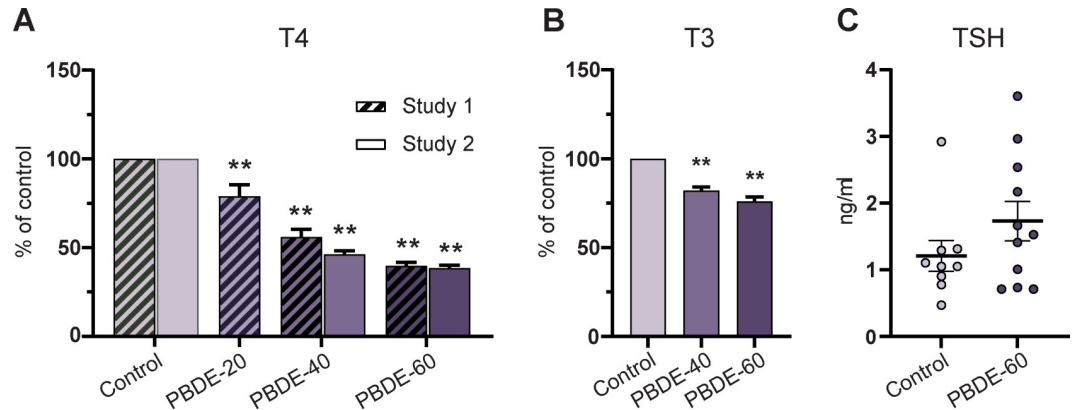 A
T4
% of control
150
100
50
0
Study 1
Study 2
**
**
**
**
**
Control
PBDE-20
PBDE-40
PBDE-60
B
T3
% of control
150
100
50
0
**
**
Control
PBDE-40
PBDE-60
C
TSH
ng/ml
4
3
2
1
0
Control
PBDE-60